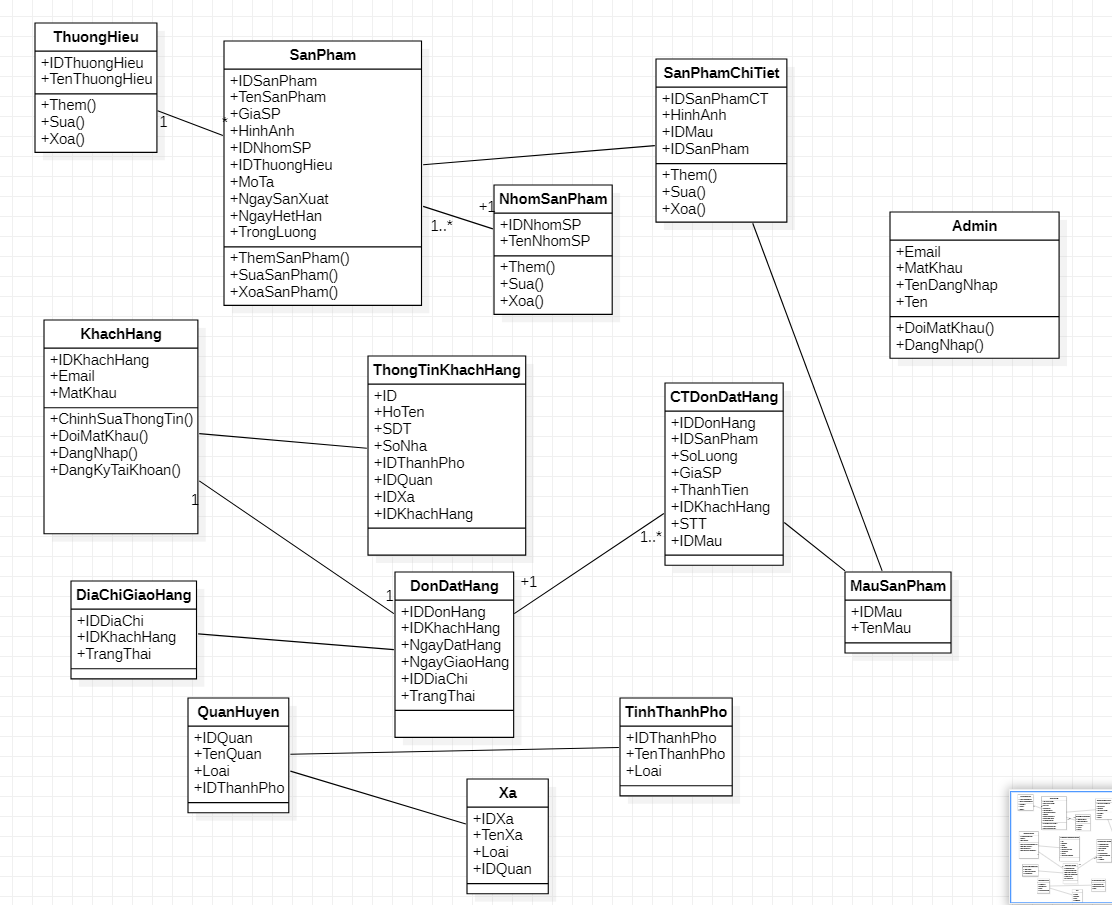 ThuongHieu
+IDThuongHieu
+TenThuongHieu
+Them()
+Sua()
+Xoa()
1
*
SanPham
+IDSanPham
+TenSanPham
+GiaSP
+HinhAnh
+IDNhomSP
+IDThuongHieu
+MoTa
+NgaySanXuat
+NgayHetHan
+TrongLuong
+ThemSanPham()
+SuaSanPham()
+XoaSanPham()
1..*
+1
NhomSanPham
+IDNhomSP
+TenNhomSP
+Them()
+Sua()
+Xoa()
SanPhamChiTiet
+IDSanPhamCT
+HinhAnh
+IDMau
+IDSanPham
+Them()
+Sua()
+Xoa()
Admin
+Email
+MatKhau
+TenDangNhap
+Ten
+DoiMatKhau()
+DangNhap()
KhachHang
+IDKhachHang
+Email
+MatKhau
+ChinhSuaThongTin()
+DoiMatKhau()
+DangNhap()
+DangKyTaiKhoan()
1
1
ThongTinKhachHang
+ID
+HoTen
+SDT
+SoNha
+IDThanhPho
+IDQuan
+IDXa
+IDKhachHang
CTDonDatHang
+IDDonHang
+IDSanPham
+SoLuong
+GiaSP
+ThanhTien
+IDKhachHang
+STT
+IDMau
1..*
+1
DonDatHang
+IDDonHang
+IDKhachHang
+NgayDatHang
+NgayGiaoHang
+IDDiaChi
+TrangThai
MauSanPham
+IDMau
+TenMau
DiaChiGiaoHang
+IDDiaChi
+IDKhachHang
+TrangThai
QuanHuyen
+IDQuan
+TenQuan
+Loai
+IDThanhPho
TinhThanhPho
+IDThanhPho
+TenThanhPho
+Loai
Xa
+IDXa
+TenXa
+Loai
+IDQuan